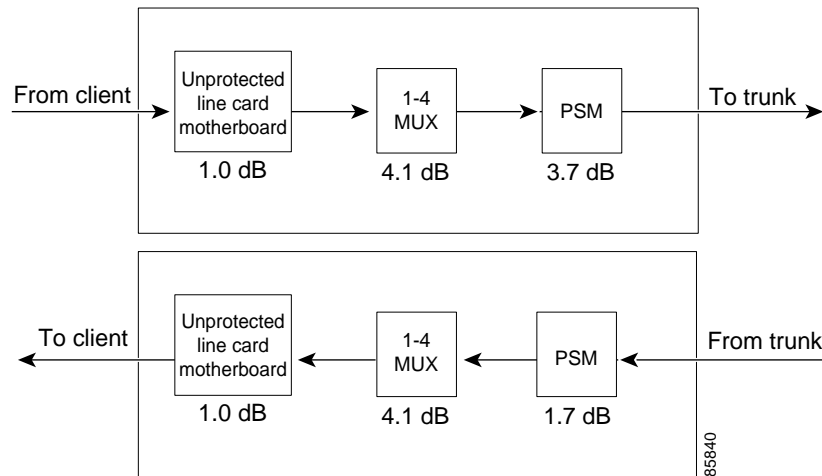 From client
Unprotected
line card
motherboard
1.0 dB
1-4
MUX
4.1 dB
PSM
3.7 dB
To trunk
To client
Unprotected
line card
motherboard
1.0 dB
1-4
MUX
4.1 dB
PSM
1.7 dB
From trunk
85840